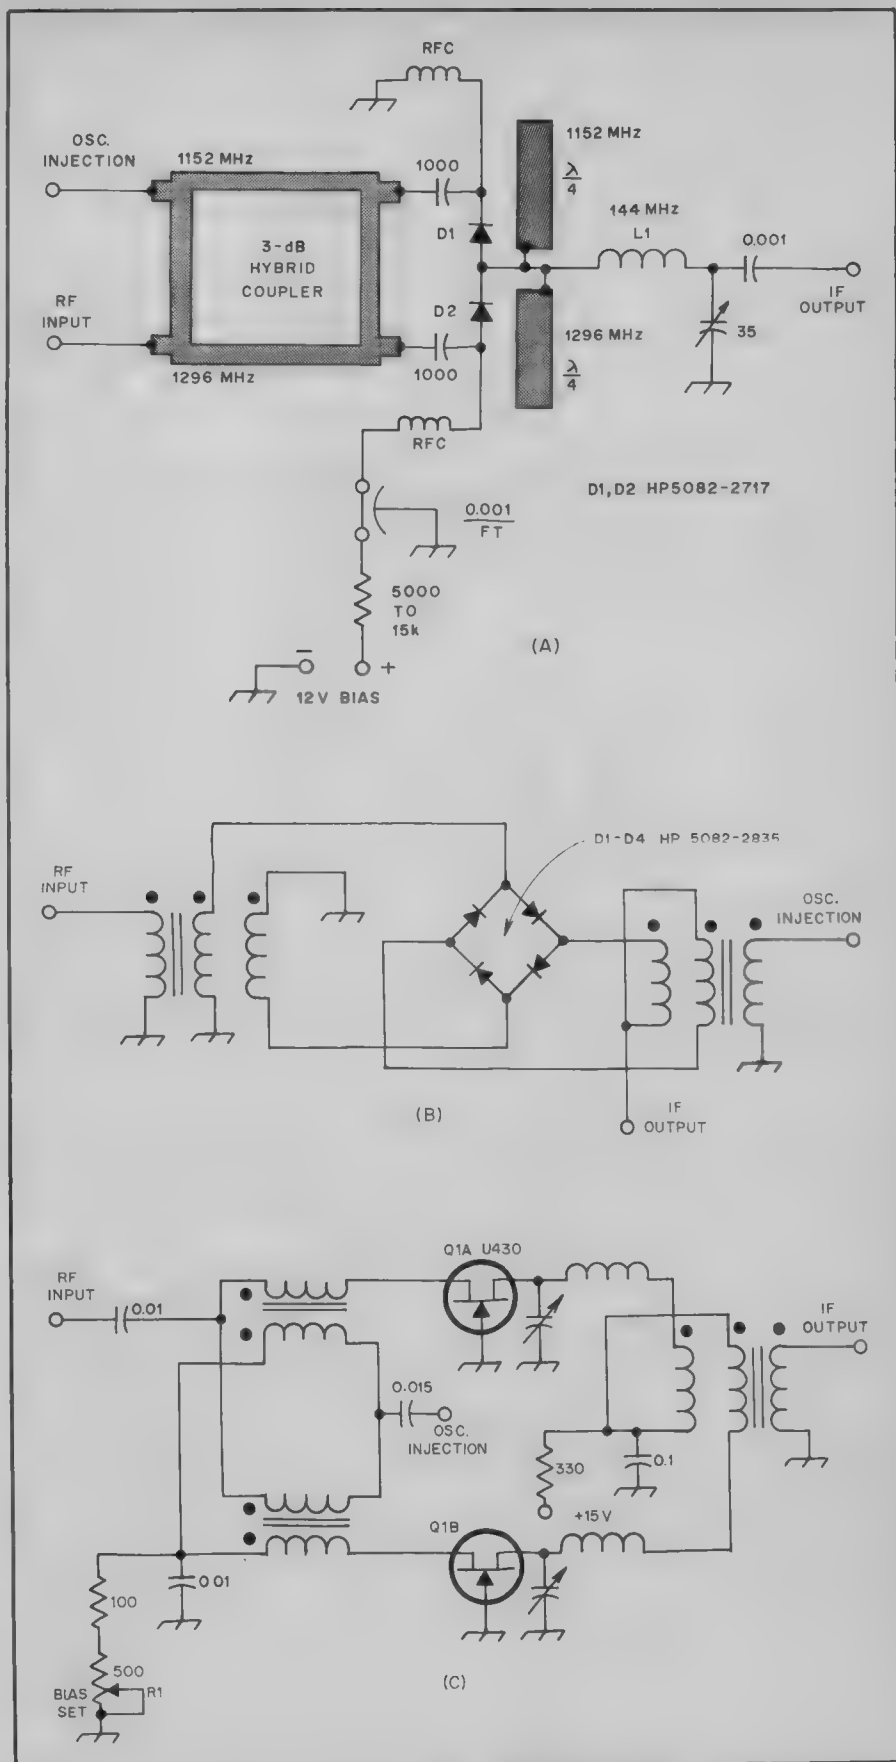 RFC
OSC.
INJECTION
1152 MHz
1000
1152 MHz
λ/4
144 MHz
L1
0.001
3-dB
HYBRID
COUPLER
D1
RF
INPUT
D2
IF
OUTPUT
35
1296 MHz
1000
1296 MHz
λ/4
RFC
D1, D2 HP5082-2717
0.001
FT
5000
TO
15k
(A)
− +
12V BIAS
D1-D4 HP 5082-2835
RF
INPUT
OSC.
INJECTION
(B)
IF
OUTPUT
Q1A U430
RF
INPUT
0.01
IF
OUTPUT
0.015
OSC.
INJECTION
330
0.1
+15V
Q1B
0.01
100
500
BIAS
SET
R1
(C)